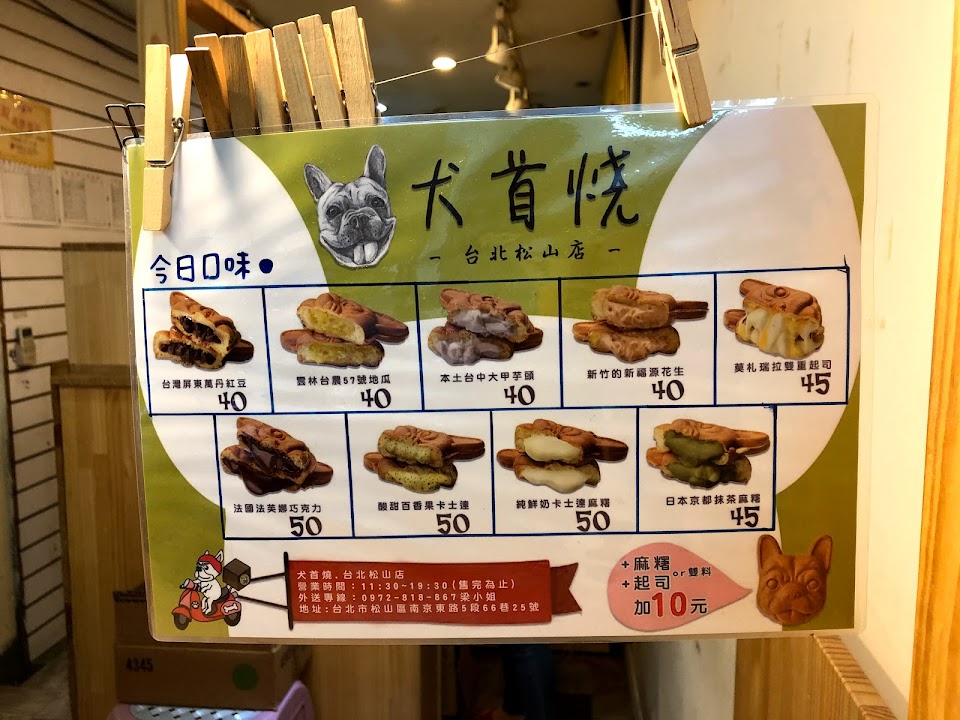 犬首燒
- 台北松山店 -
今日口味●
台灣屏東萬丹紅豆
40
雲林台農57號地瓜
40
本土台中大甲芋頭
40
新竹的新福源花生
40
莫札瑞拉雙重起司
45
法國法芙娜巧克力
50
酸甜百香果卡士達
50
純鮮奶卡士達麻糬
50
日本京都抹茶麻糬
45
犬首燒.台北松山店
營業時間:11:30~19:30(售完為止)
外送專線:0972-818-867梁小姐
地址:台北市松山區南京東路5段66巷25號
+麻糬
+起司 or雙料
加10元
4345